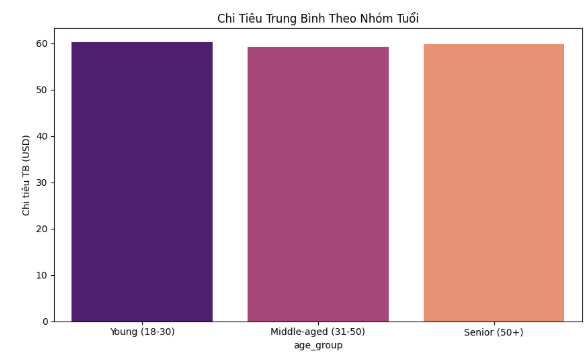 Chi Tiêu Trung Bình Theo Nhóm Tuổi
Chi tiêu TB (USD)
60
50
40
30
20
10
0
Young (18-30)
Middle-aged (31-50)
Senior (50+)
age_group